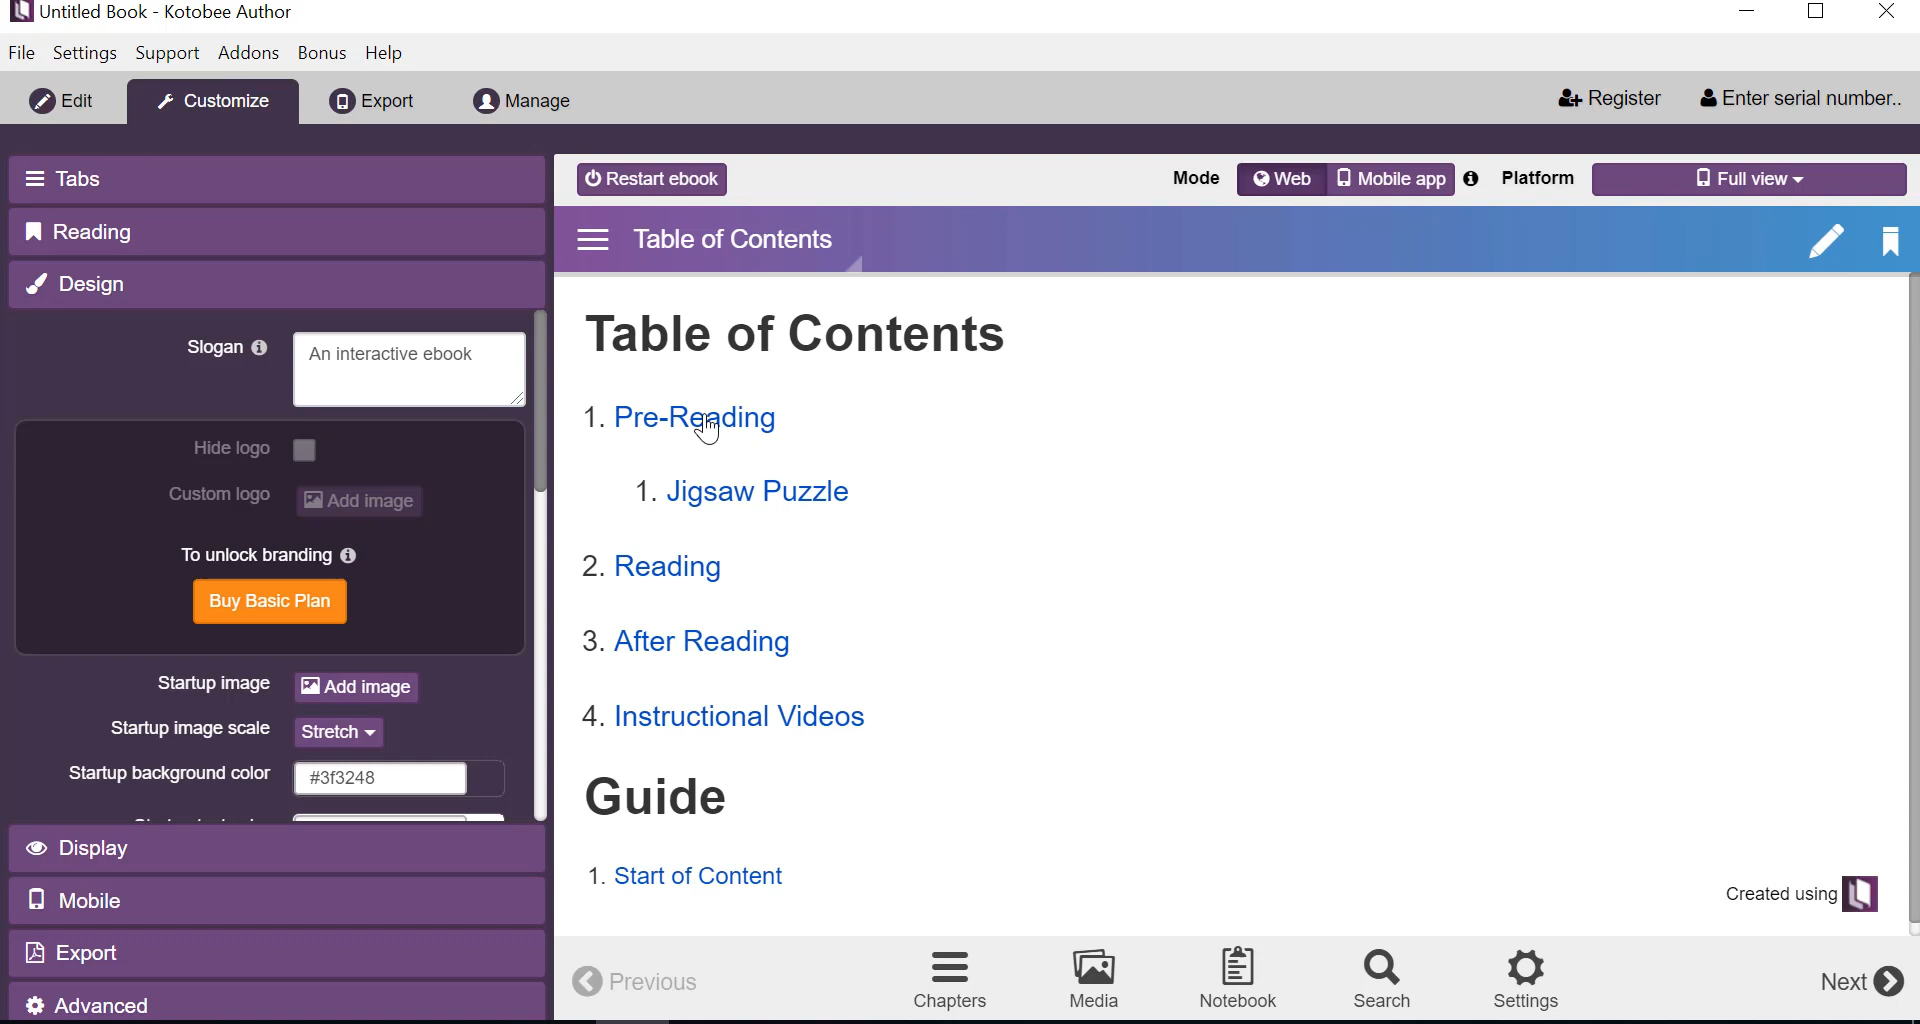 Untitled Book - Kotobee Author
File Settings Support Addons Bonus Help
Edit Customize Export Manage Register Enter serial number..
Tabs
Reading
Design
Slogan An interactive ebook
Hide logo
Custom logo Add image
To unlock branding
Buy Basic Plan
Startup image Add image
Startup image scale Stretch
Startup background color #3f3248
Display
Mobile
Export
Advanced
Restart ebook Mode Web Mobile app Platform Full view
Table of Contents
Table of Contents
1. Pre-Reading
1. Jigsaw Puzzle
2. Reading
3. After Reading
4. Instructional Videos
Guide
1. Start of Content
Created using
Previous Chapters Media Notebook Search Settings Next